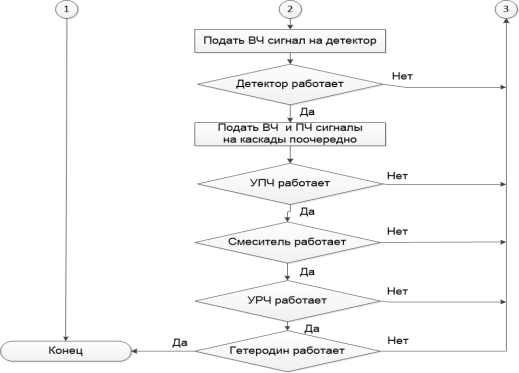 1
2
3
Подать ВЧ сигнал на детектор
Нет
Детектор работает
Да
Подать ВЧ и ПЧ сигналы
на каскады поочередно
Нет
УПЧ работает
Да
Нет
Смеситель работает
Да
Нет
УРЧ работает
Да
Да
Нет
Конец
Гетеродин работает